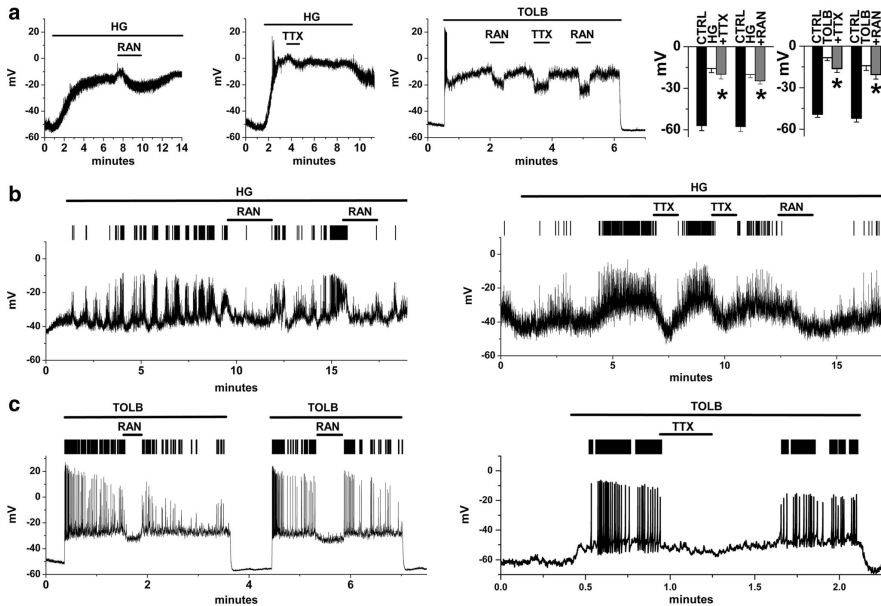 a
HG
RAN
mV
20
0
-20
-40
-60
0 2 4 6 8 10 12 14
minutes
HG
TTX
mV
40
20
0
-20
-40
-60
0 2 4 6 8 10
minutes
TOLB
RAN TTX RAN
mV
20
0
-20
-40
-60
0 2 4 6
minutes
CTRL HG +TTX CTRL HG +RAN
mV
0
-30
-60
* *
CTRL TOLB +TTX CTRL TOLB +RAN
mV
0
-30
-60
* *
b
HG
RAN RAN
mV
0
-20
-40
-60
0 5 10 15
minutes
HG
TTX TTX RAN
mV
0
-20
-40
-60
0 5 10 15
minutes
c
TOLB TOLB
RAN RAN
mV
20
0
-20
-40
-60
0 2 4 6
minutes
TOLB
TTX
mV
0
-20
-40
-60
0.0 0.5 1.0 1.5 2.0
minutes